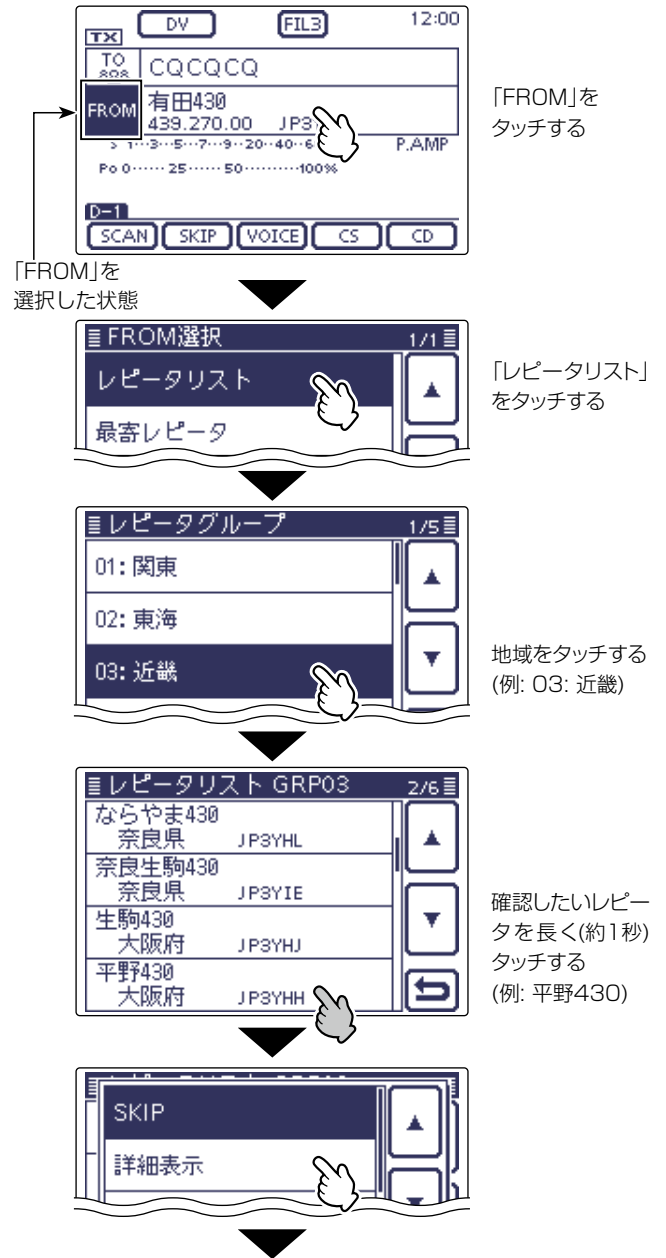 DV
FIL3
12:00
TX
TO
CQCQCQ
FROM
有田430
439.270.00 JP3
「FROM」を
タッチする
P.AMP
Po 0 25 50 100%
D-1
SCAN SKIP VOICE CS CD
「FROM」を
選択した状態
FROM選択 1/1
レピータリスト
最寄レピータ
「レピータリスト」
をタッチする
レピータグループ 1/5
01: 関東
02: 東海
03: 近畿
地域をタッチする
(例: 03: 近畿)
レピータリスト GRP03 2/6
ならやま430
奈良県 JP3YHL
奈良生駒430
奈良県 JP3YIE
生駒430
大阪府 JP3YHJ
平野430
大阪府 JP3YHH
確認したいレピー
タを長く(約1秒)
タッチする
(例: 平野430)
SKIP
詳細表示